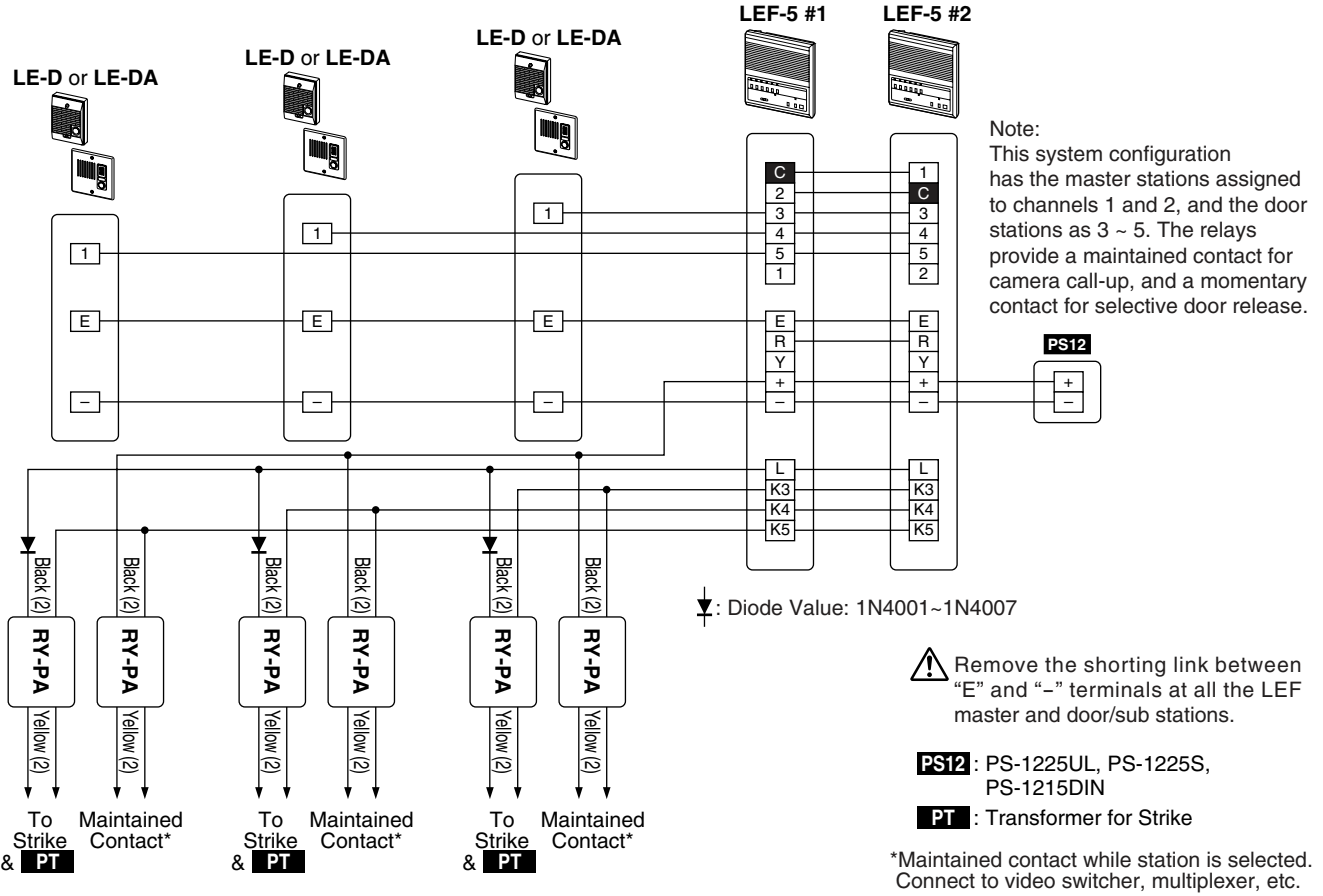 LEF-5 #1
LEF-5 #2
LE-D or LE-DA
LE-D or LE-DA
LE-D or LE-DA
1
E
–
1
E
–
1
E
–
C
2
3
4
5
1
E
R
Y
+
–
L
K3
K4
K5
1
C
3
4
5
2
E
R
Y
+
–
L
K3
K4
K5
Note:
This system configuration
has the master stations assigned
to channels 1 and 2, and the door
stations as 3 ~ 5. The relays
provide a maintained contact for
camera call-up, and a momentary
contact for selective door release.
PS12
+
–
Black (2)
Black (2)
Black (2)
Black (2)
Black (2)
Black (2)
RY-PA
RY-PA
RY-PA
RY-PA
RY-PA
RY-PA
Yellow (2)
Yellow (2)
Yellow (2)
Yellow (2)
Yellow (2)
Yellow (2)
To
Strike
& PT
Maintained
Contact*
To
Strike
& PT
Maintained
Contact*
To
Strike
& PT
Maintained
Contact*
: Diode Value: 1N4001~1N4007
Remove the shorting link between
“E” and “–” terminals at all the LEF
master and door/sub stations.
PS12 : PS-1225UL, PS-1225S,
PS-1215DIN
PT : Transformer for Strike
*Maintained contact while station is selected.
Connect to video switcher, multiplexer, etc.